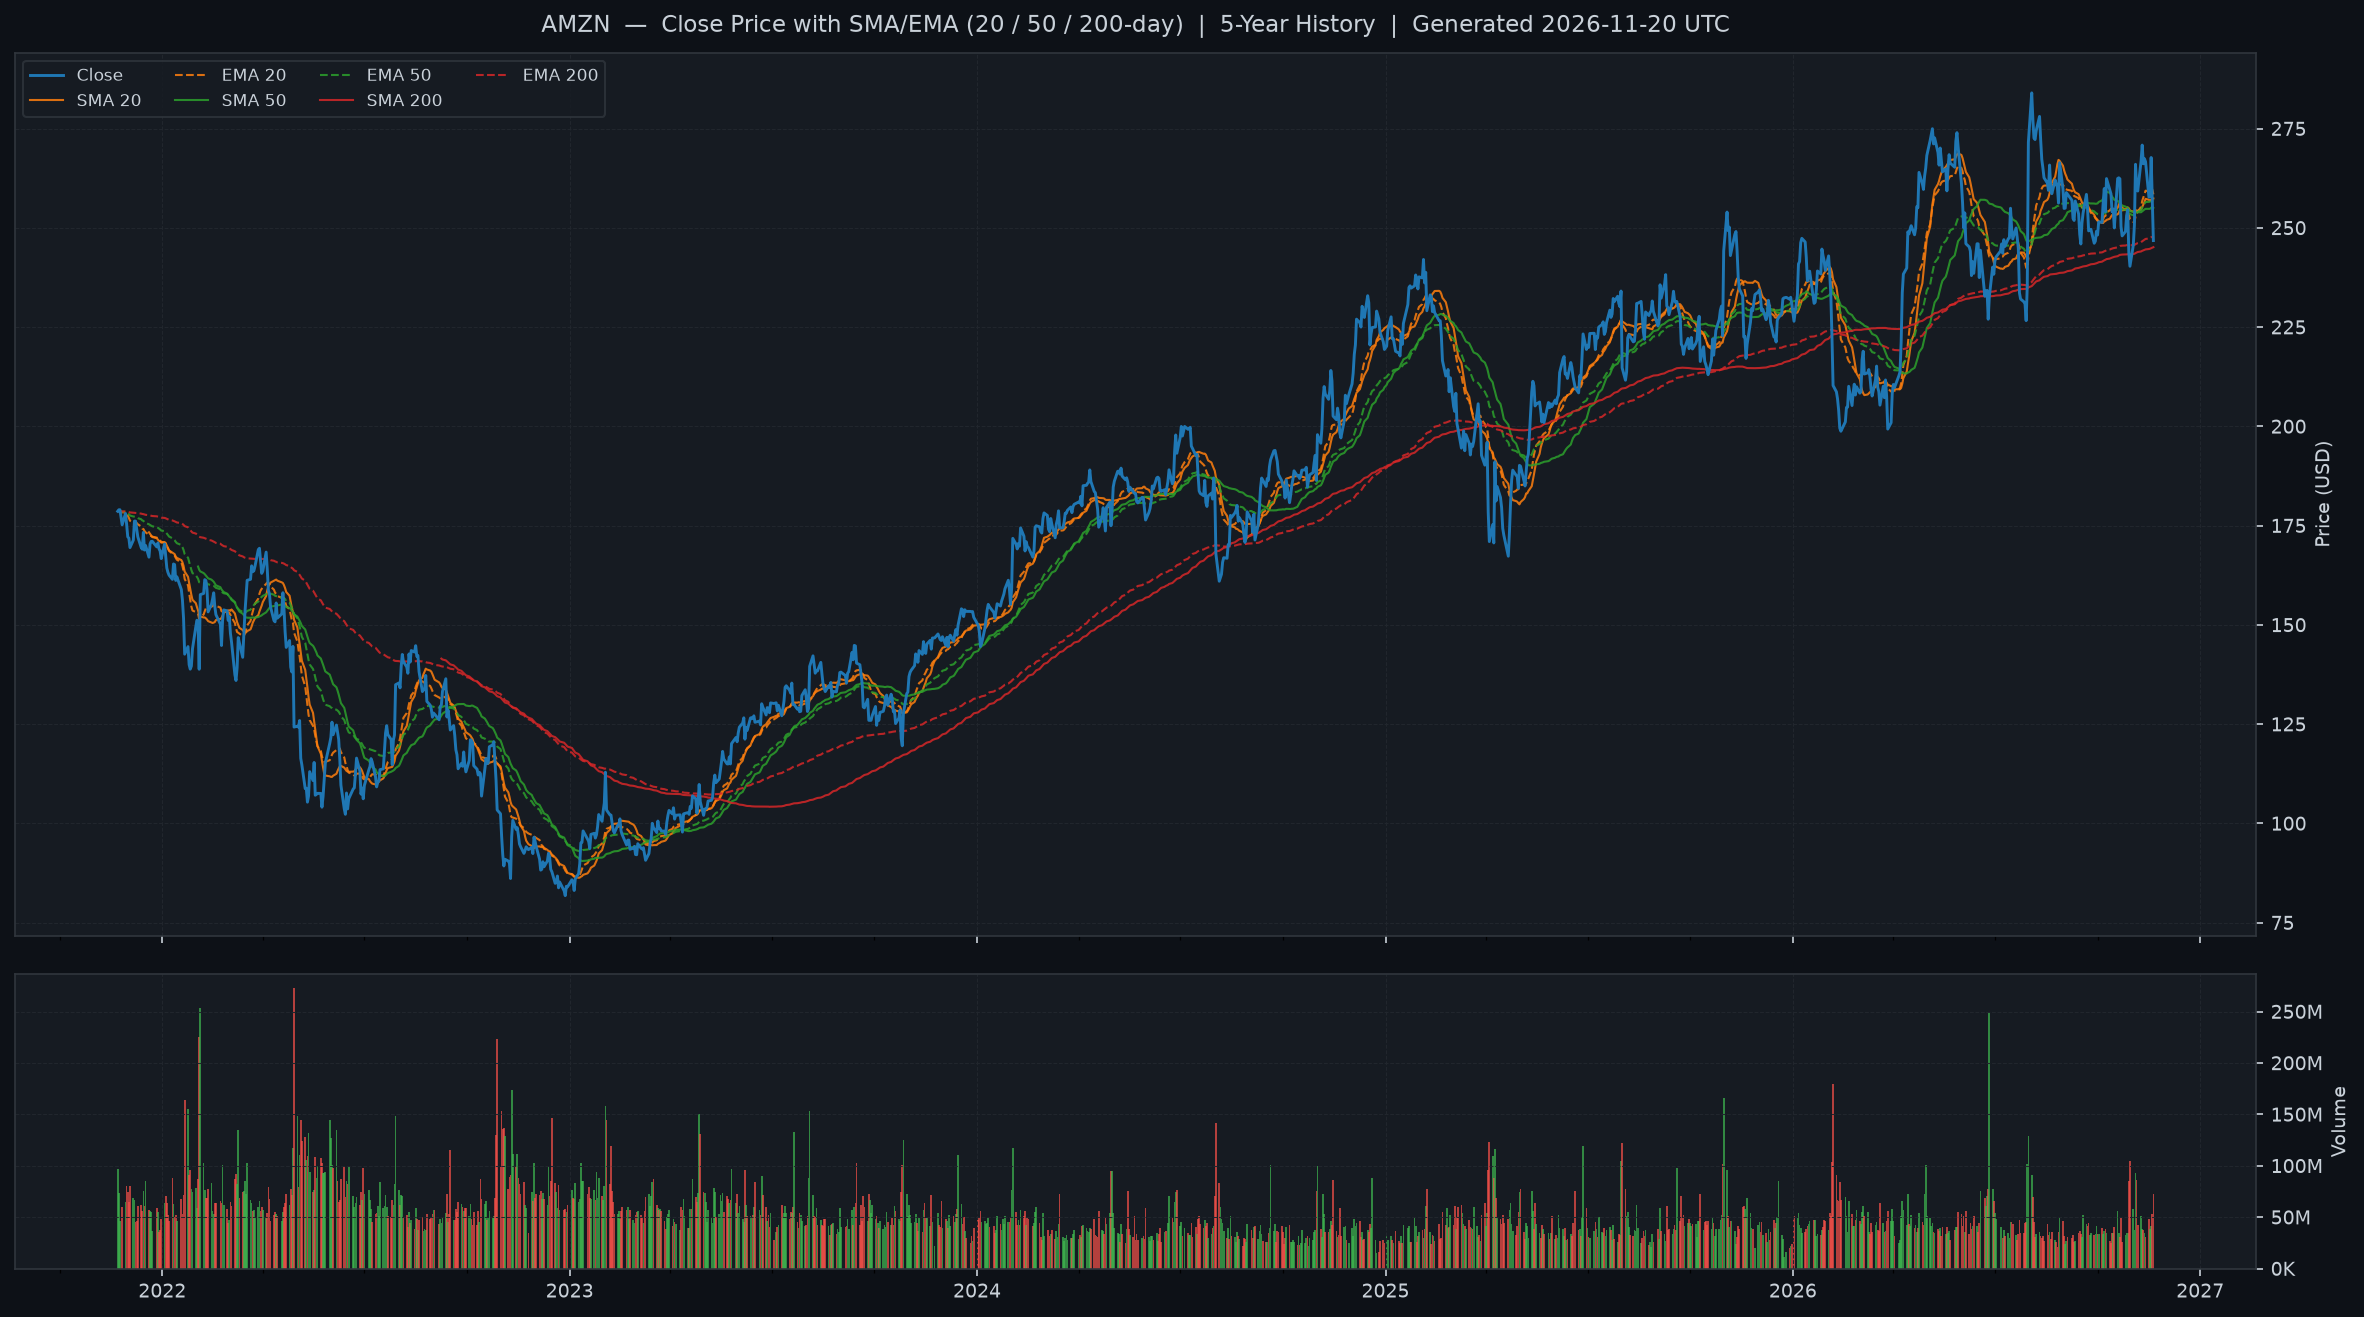 AMZN — Close Price with SMA/EMA (20 / 50 / 200-day) | 5-Year History | Generated 2026-11-20 UTC
Close EMA 20 EMA 50 EMA 200
SMA 20 SMA 50 SMA 200
275
250
225
200
175
150
125
100
75
Price (USD)
250M
200M
150M
100M
50M
0K
Volume
2022 2023 2024 2025 2026 2027